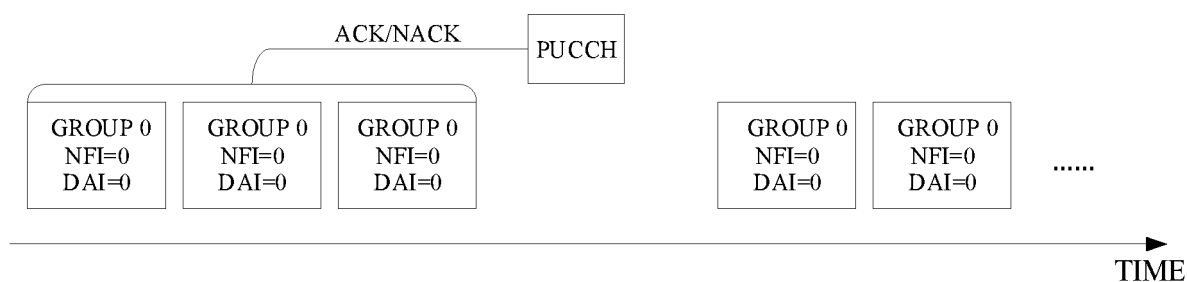 ACK/NACK
PUCCH
GROUP 0
NFI=0
DAI=0
GROUP 0
NFI=0
DAI=0
GROUP 0
NFI=0
DAI=0
GROUP 0
NFI=0
DAI=0
GROUP 0
NFI=0
DAI=0
......
TIME